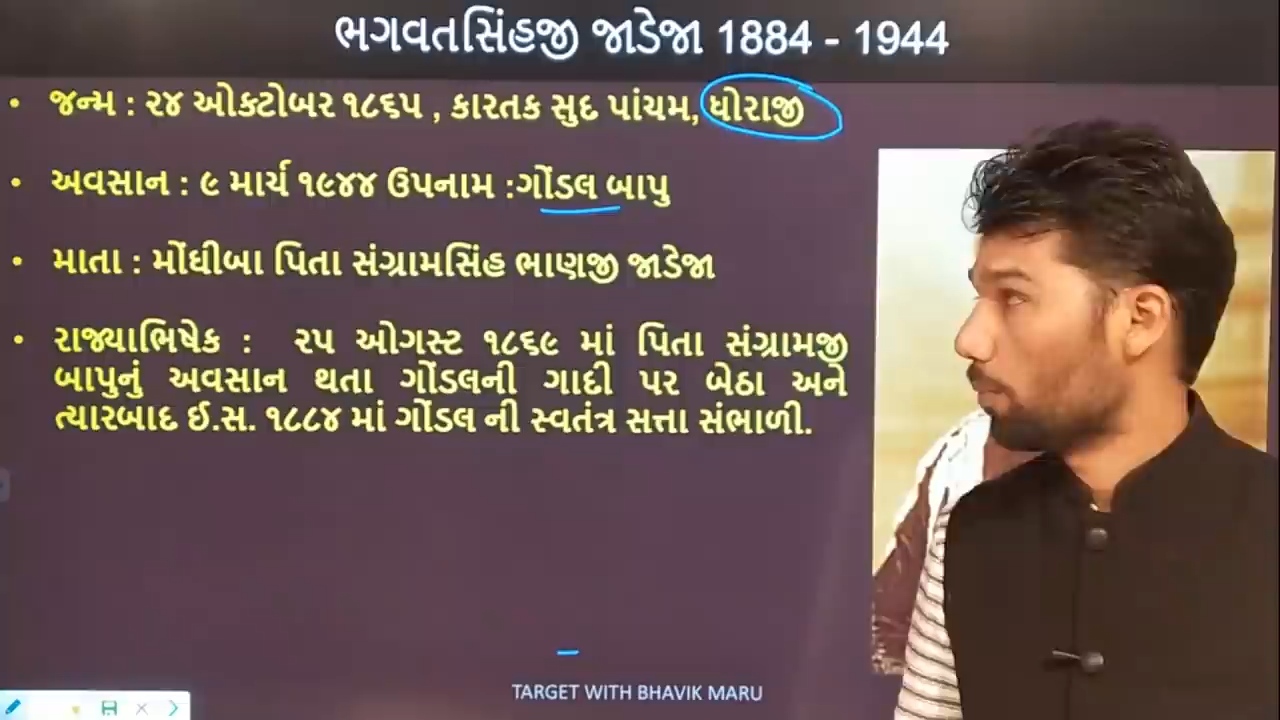 ભગવતસિંહજી જાડેજા 1884 - 1944
• જન્મ : ૨૪ ઓક્ટોબર ૧૮૬૫ , કારતક સુદ પાંચમ, ધોરાજી
• અવસાન : ૯ માર્ચ ૧૯૪૪ ઉપનામ :ગોંડલ બાપુ
• માતા : મોંઘીબા પિતા સંગ્રામસિંહ ભાણજી જાડેજા
• રાજ્યાભિષેક : ૨૫ ઓગસ્ટ ૧૮૬૯ માં પિતા સંગ્રામજી
બાપુનું અવસાન થતા ગોંડલની ગાદી પર બેઠા અને
ત્યારબાદ ઈ.સ. ૧૮૮૪ માં ગોંડલ ની સ્વતંત્ર સત્તા સંભાળી.
TARGET WITH BHAVIK MARU